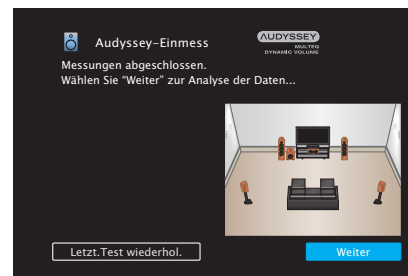 Audyssey-Einmess
AUDYSSEY
MULTEQ
DYNAMIC VOLUME
Messungen abgeschlossen.
Wählen Sie “Weiter” zur Analyse der Daten...
Letzt.Test wiederhol.
Weiter